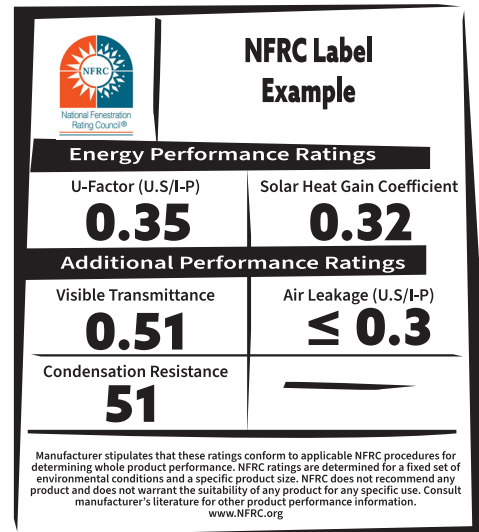 NFRC
National Fenestration
Rating Council®
NFRC Label
Example
Energy Performance Ratings
U-Factor (U.S/I-P)
Solar Heat Gain Coefficient
0.35
0.32
Additional Performance Ratings
Visible Transmittance
Air Leakage (U.S/I-P)
0.51
≤ 0.3
Condensation Resistance
51
Manufacturer stipulates that these ratings conform to applicable NFRC procedures for
determining whole product performance. NFRC ratings are determined for a fixed set of
environmental conditions and a specific product size. NFRC does not recommend any
product and does not warrant the suitability of any product for any specific use. Consult
manufacturer's literature for other product performance information.
www.NFRC.org